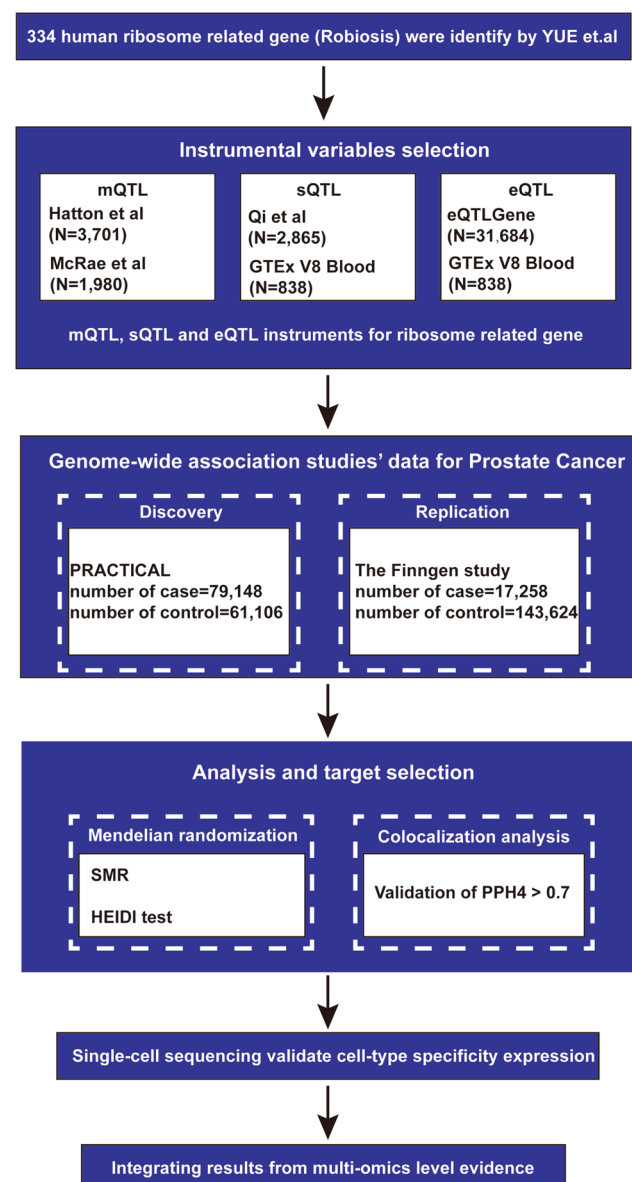 334 human ribosome related gene (Robiosis) were identify by YUE et.al
Instrumental variables selection
mQTL
Hatton et al
(N=3,701)
McRae et al
(N=1,980)
sQTL
Qi et al
(N=2,865)
GTEx V8 Blood
(N=838)
eQTL
eQTLGene
(N=31,684)
GTEx V8 Blood
(N=838)
mQTL, sQTL and eQTL instruments for ribosome related gene
Genome-wide association studies' data for Prostate Cancer
Discovery
PRACTICAL
number of case=79,148
number of control=61,106
Replication
The Finngen study
number of case=17,258
number of control=143,624
Analysis and target selection
Mendelian randomization
SMR
HEIDI test
Colocalization analysis
Validation of PPH4 > 0.7
Single-cell sequencing validate cell-type specificity expression
Integrating results from multi-omics level evidence